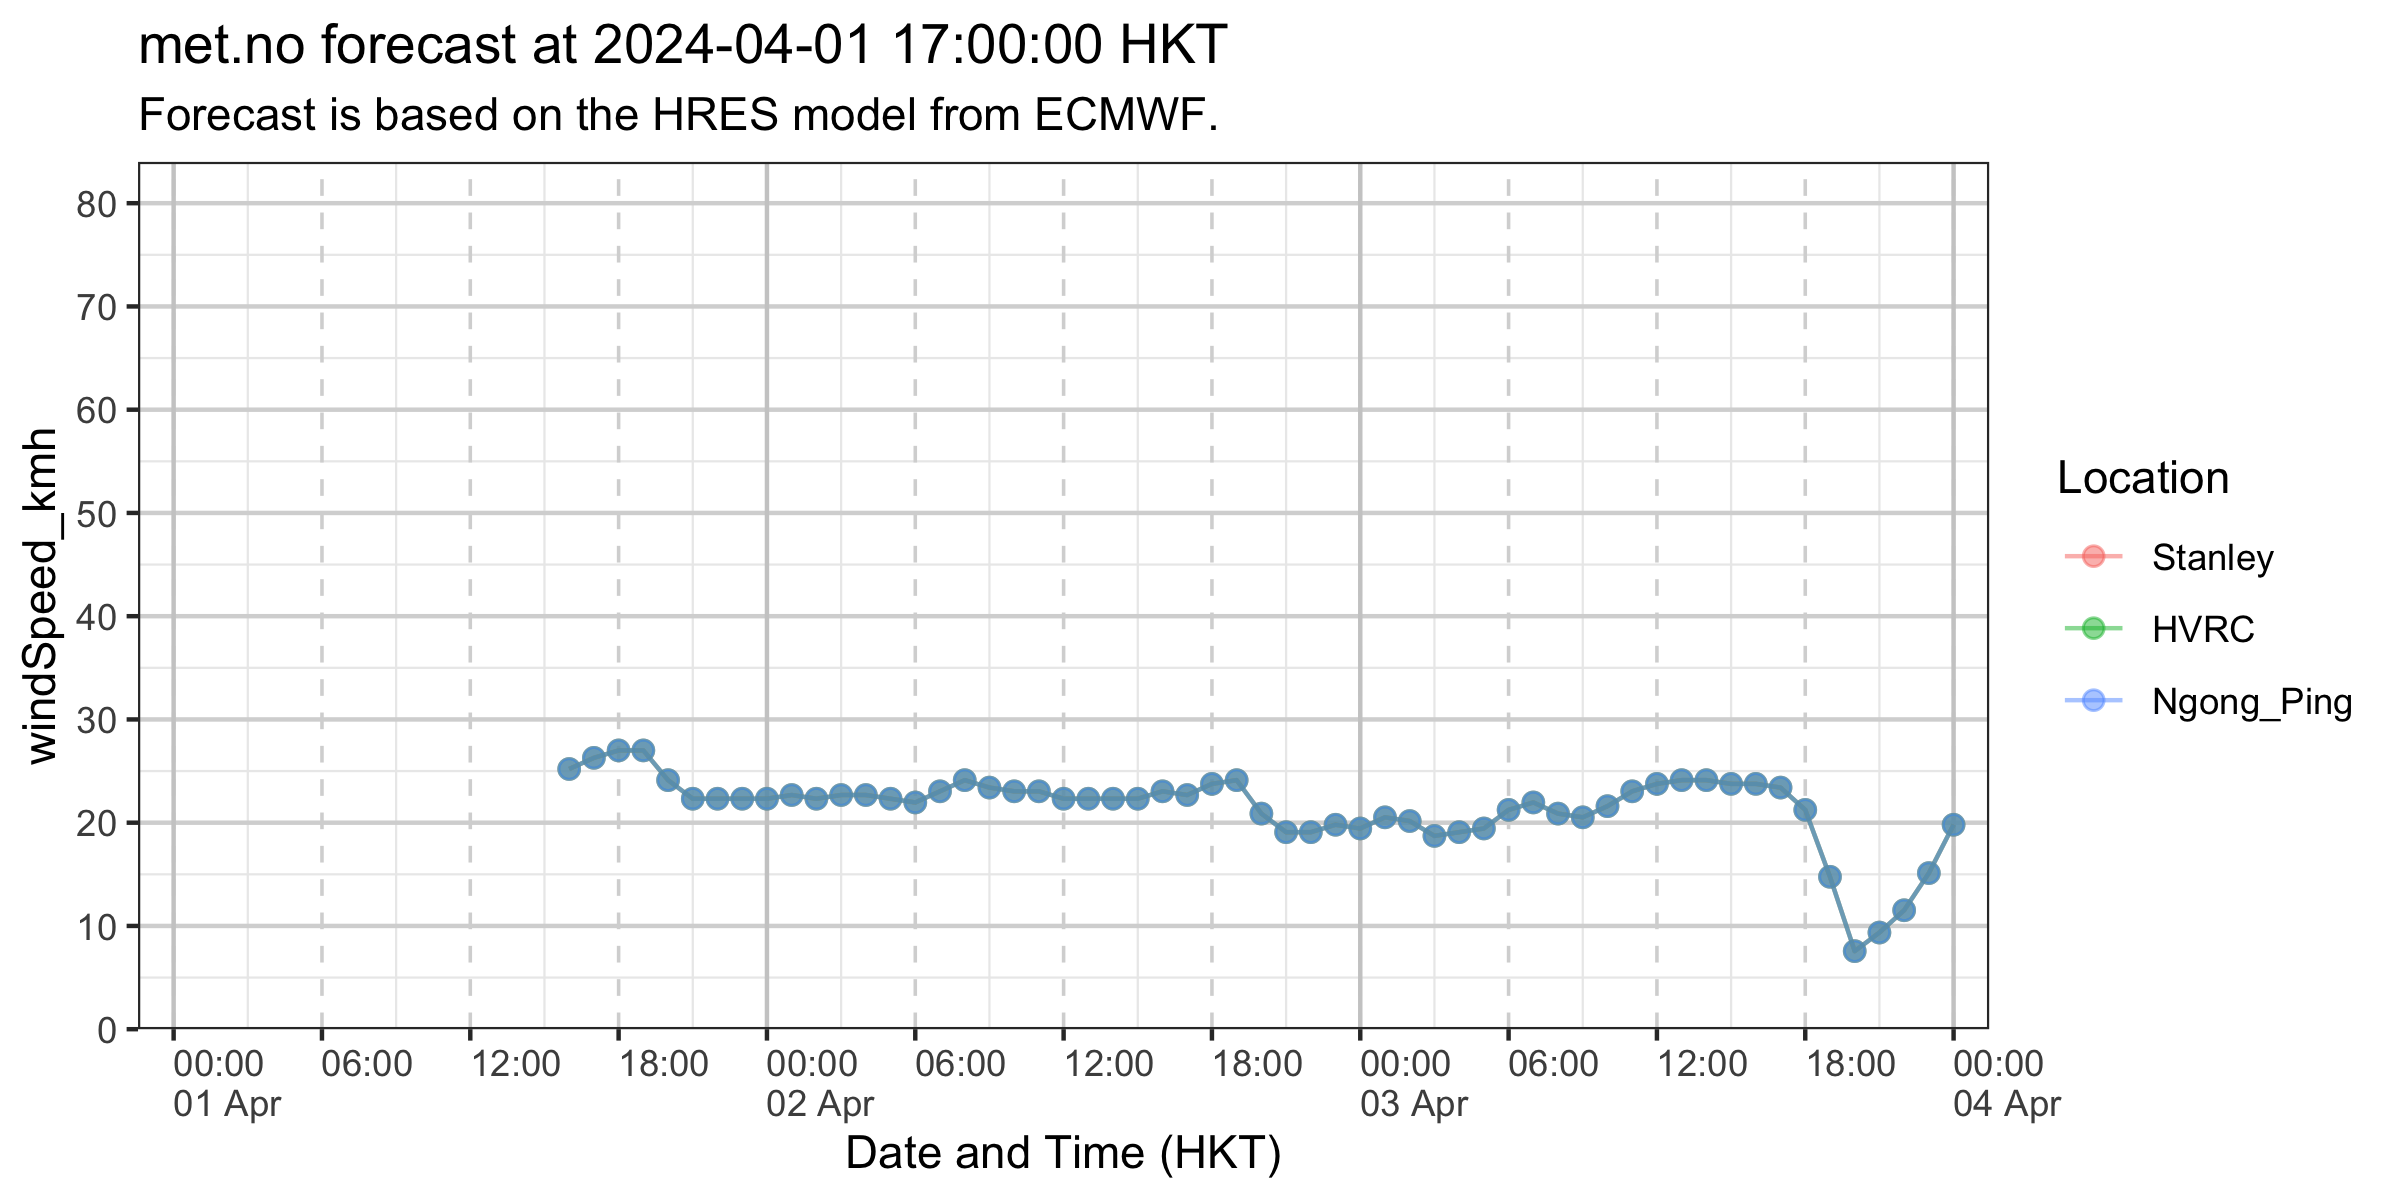 met.no forecast at 2024-04-01 17:00:00 HKT
Forecast is based on the HRES model from ECMWF.
windSpeed_kmh
80
70
60
50
40
30
20
10
0
00:00 06:00 12:00 18:00 00:00 06:00 12:00 18:00 00:00 06:00 12:00 18:00 00:00
01 Apr 02 Apr 03 Apr 04 Apr
Date and Time (HKT)
Location
Stanley
HVRC
Ngong_Ping